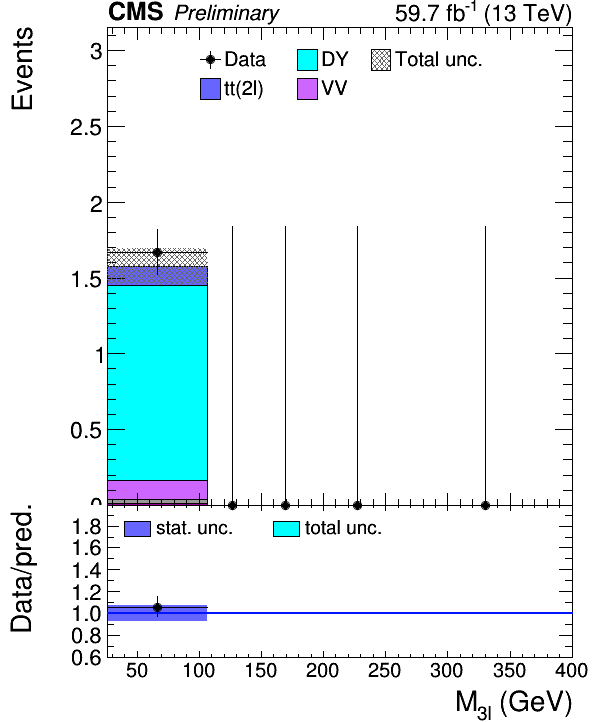 CMS Preliminary 59.7 fb⁻¹ (13 TeV)
Events
Data DY Total unc.
tt(2l) VV
3
2.5
2
1.5
1
0.5
0
Data/pred.
stat. unc. total unc.
1.8
1.6
1.4
1.2
1.0
0.8
0.6
50 100 150 200 250 300 350 400
M₃ₗ (GeV)